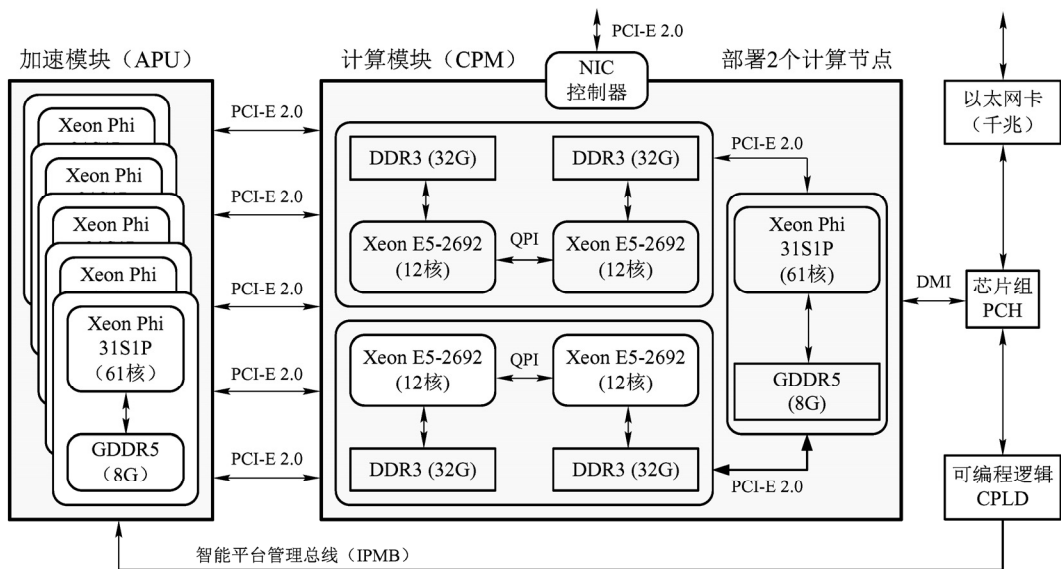 PCI-E 2.0
加速模块（APU）
计算模块（CPM）
NIC
控制器
部署2个计算节点
以太网卡
（千兆）
Xeon Phi
Xeon Phi
Xeon Phi
Xeon Phi
Xeon Phi
31S1P
（61核）
GDDR5
(8G)
PCI-E 2.0
PCI-E 2.0
PCI-E 2.0
PCI-E 2.0
PCI-E 2.0
DDR3 (32G)
DDR3 (32G)
Xeon E5-2692
(12核)
QPI
Xeon E5-2692
(12核)
Xeon E5-2692
(12核)
QPI
Xeon E5-2692
(12核)
DDR3 (32G)
DDR3 (32G)
PCI-E 2.0
Xeon Phi
31S1P
(61核)
GDDR5
(8G)
PCI-E 2.0
DMI
芯片组
PCH
可编程逻辑
CPLD
智能平台管理总线（IPMB）